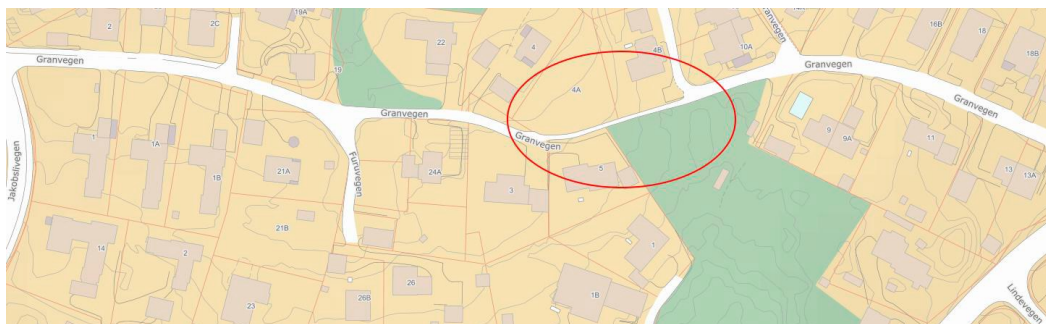 19A
2
2C
22
4
4B
10A
16B
18
18B
Granvegen
19
4A
Granvegen
Granvegen
Granvegen
Granvegen
Granvegen
1
1A
1B
21A
Furuvegen
24A
3
5
9
9A
11
13
13A
Jakobslivegen
21B
14
2
23
26B
26
1B
1
Lindevegen